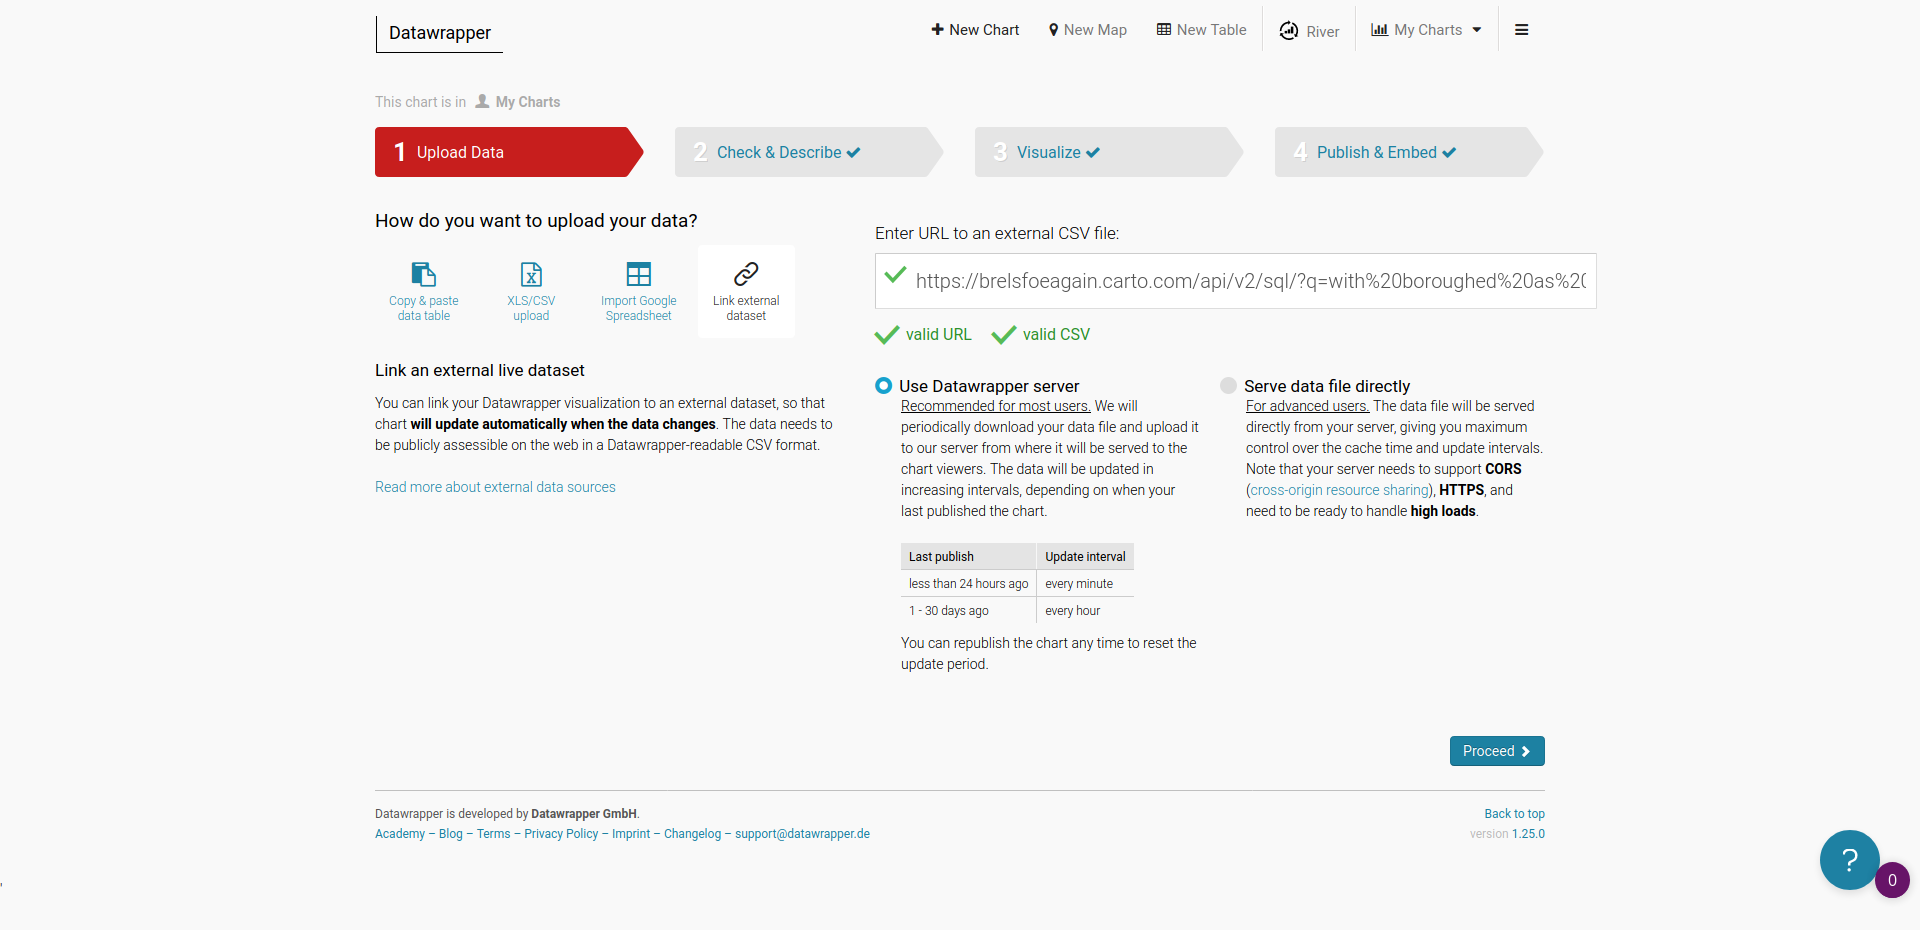 Datawrapper
New Chart
New Map
New Table
River
My Charts
This chart is in My Charts
1 Upload Data
2 Check & Describe
3 Visualize
4 Publish & Embed
How do you want to upload your data?
Copy & paste
data table
XLS/CSV
upload
Import Google
Spreadsheet
Link external
dataset
Link an external live dataset
You can link your Datawrapper visualization to an external dataset, so that
chart will update automatically when the data changes. The data needs to
be publicly assessible on the web in a Datawrapper-readable CSV format.
Read more about external data sources
Enter URL to an external CSV file:
https://brelsfoeagain.carto.com/api/v2/sql/?q=with%20boroughed%20as%20
valid URL
valid CSV
Use Datawrapper server
Recommended for most users. We will
periodically download your data file and upload it
to our server from where it will be served to the
chart viewers. The data will be updated in
increasing intervals, depending on when your
last published the chart.
Last publish Update interval
less than 24 hours ago every minute
1 - 30 days ago every hour
You can republish the chart any time to reset the
update period.
Serve data file directly
For advanced users. The data file will be served
directly from your server, giving you maximum
control over the cache time and update intervals.
Note that your server needs to support CORS
(cross-origin resource sharing), HTTPS, and
need to be ready to handle high loads.
Proceed
Datawrapper is developed by Datawrapper GmbH.
Academy – Blog – Terms – Privacy Policy – Imprint – Changelog – support@datawrapper.de
Back to top
version 1.25.0
?
0